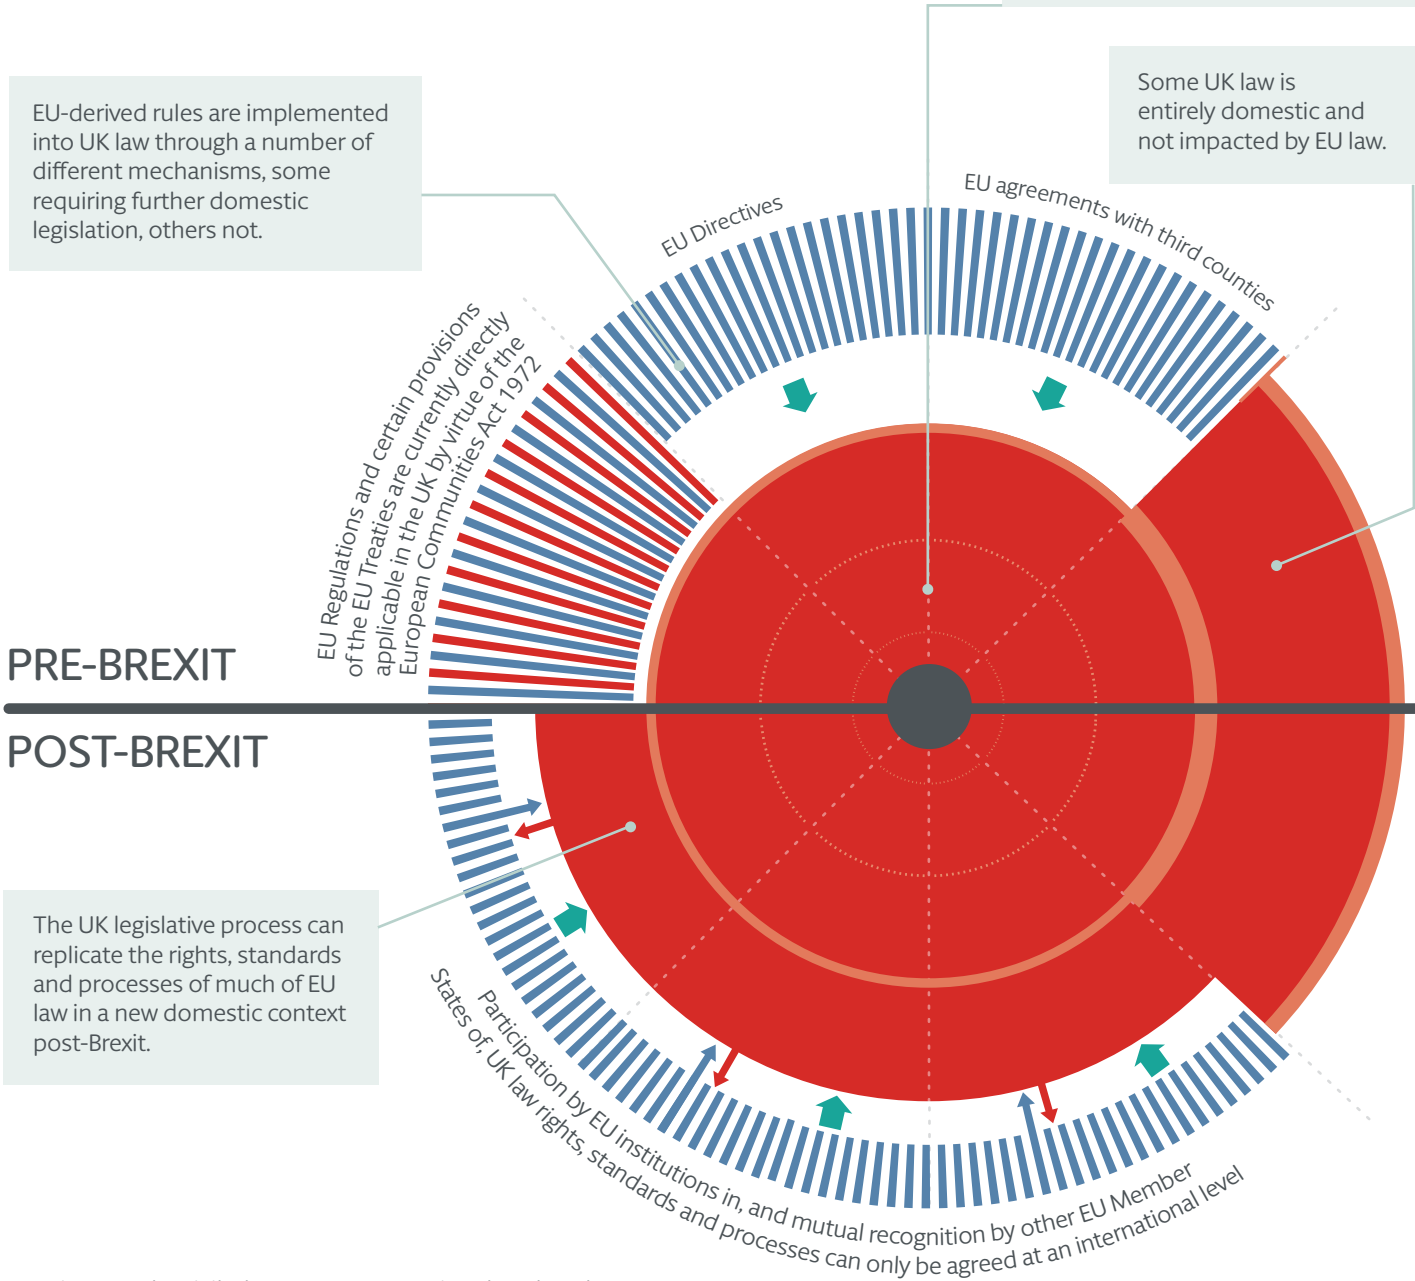 EU-derived rules are implemented
into UK law through a number of
different mechanisms, some
requiring further domestic
legislation, others not.
Some UK law is
entirely domestic and
not impacted by EU law.
EU Directives
EU agreements with third counties
EU Regulations and certain provisions
of the EU Treaties are currently directly
applicable in the UK by virtue of the
European Communities Act 1972
PRE-BREXIT
POST-BREXIT
The UK legislative process can
replicate the rights, standards
and processes of much of EU
law in a new domestic context
post-Brexit.
Participation by EU institutions in, and mutual recognition by other EU Member
States of, UK law rights, standards and processes can only be agreed at an international level